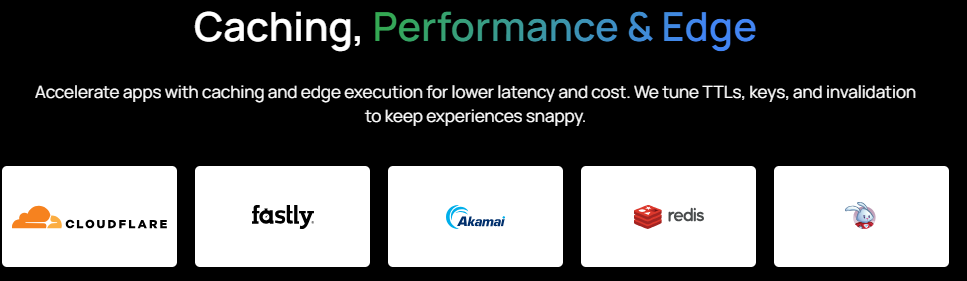 Caching, Performance & Edge
Accelerate apps with caching and edge execution for lower latency and cost. We tune TTLs, keys, and invalidation
to keep experiences snappy.
CLOUDFLARE
fastly
Akamai
redis